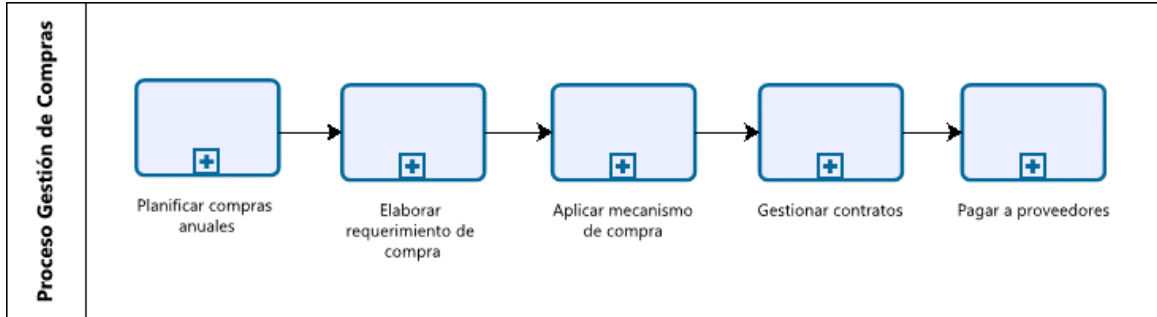 Proceso Gestión de Compras
Planificar compras
anuales
Elaborar
requerimiento de
compra
Aplicar mecanismo
de compra
Gestionar contratos
Pagar a proveedores